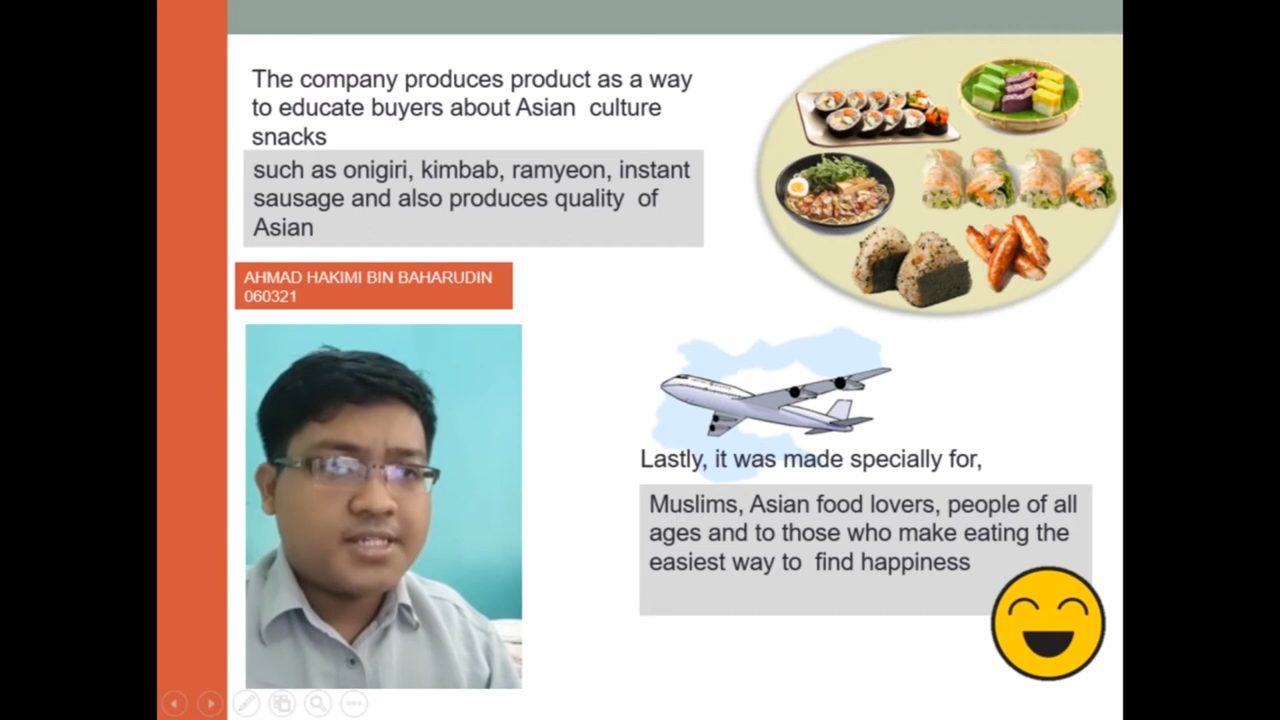 The company produces product as a way
to educate buyers about Asian  culture
snacks
such as onigiri, kimbab, ramyeon, instant
sausage and also produces quality  of
Asian
AHMAD HAKIMI BIN BAHARUDIN
060321
Lastly, it was made specially for,
Muslims, Asian food lovers, people of all
ages and to those who make eating the
easiest way to  find happiness